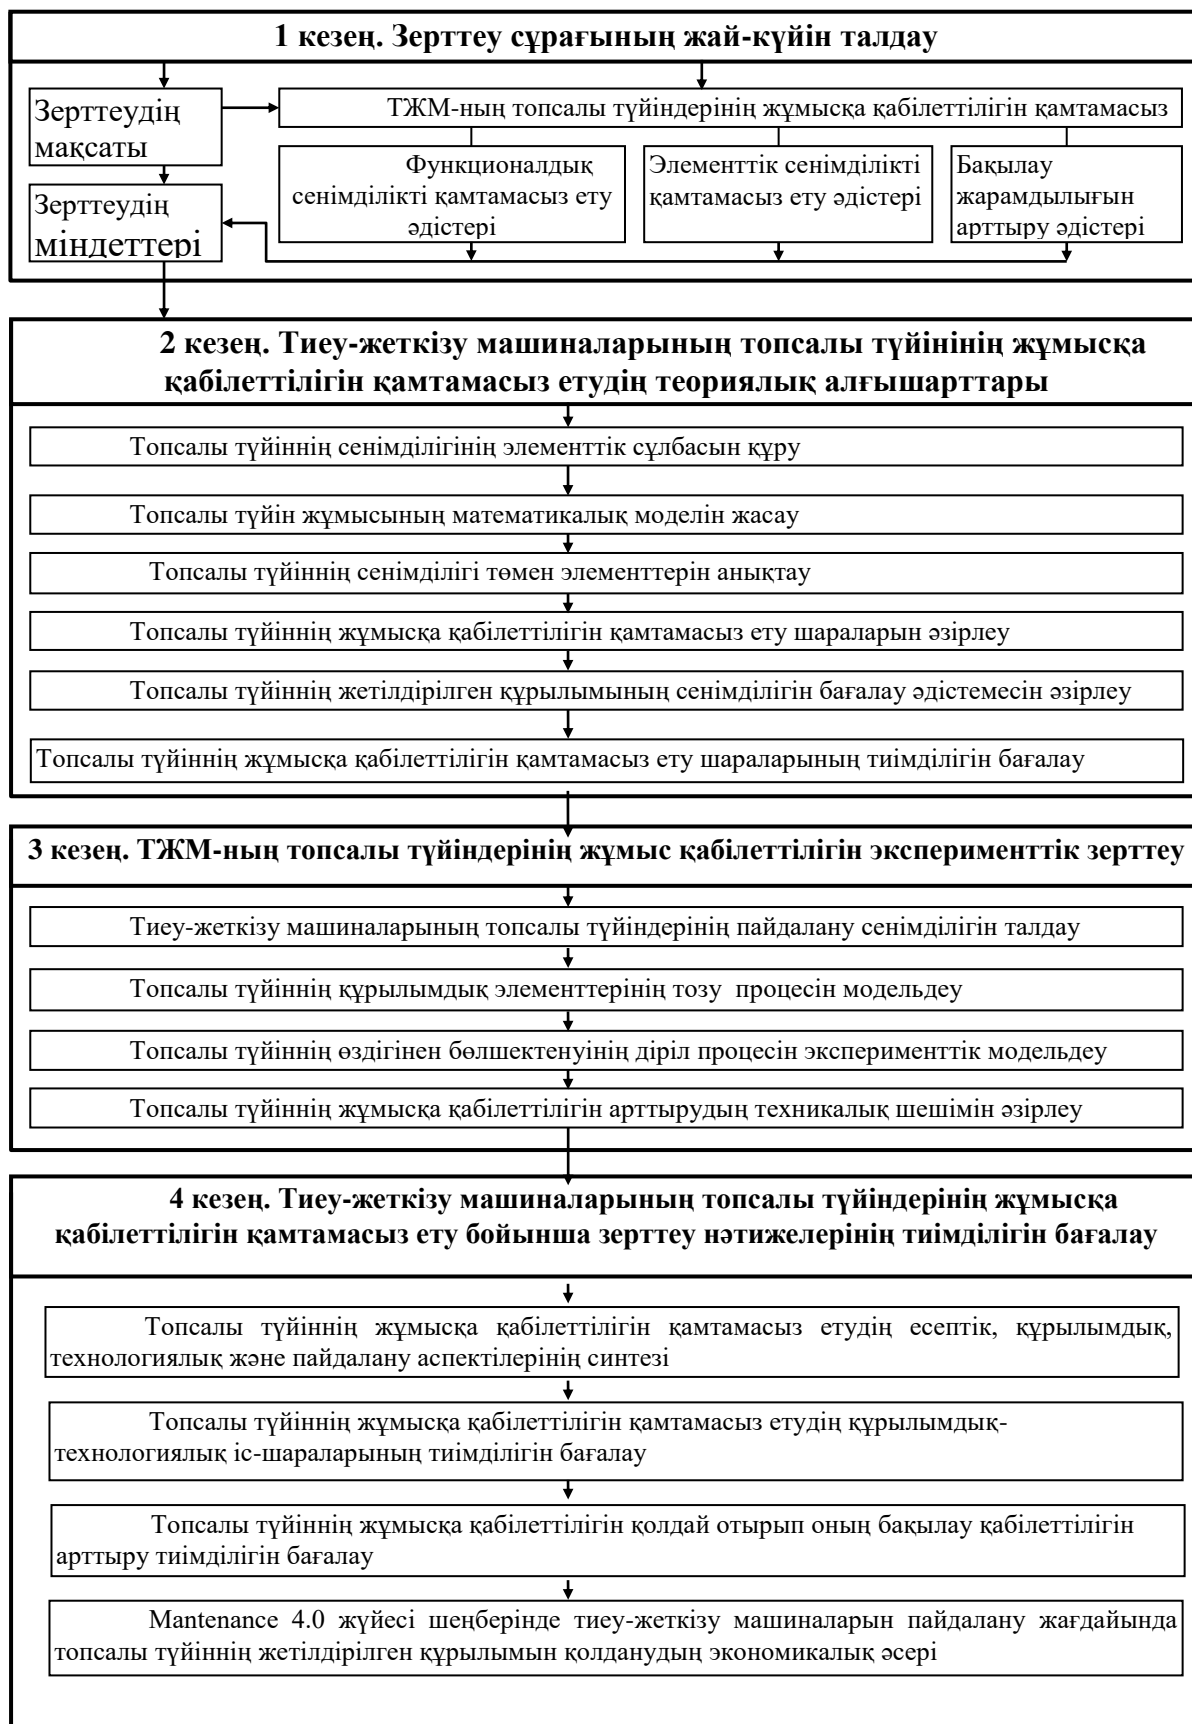 1 кезең. Зерттеу сұрағының жай-күйін талдау
Зерттеудің
мақсаты
ТЖМ-ның топсалы түйіндерінің жұмысқа қабілеттілігін қамтамасыз
Функционалдық
сенімділікті қамтамасыз ету
әдістері
Элементтік сенімділікті
қамтамасыз ету әдістері
Бақылау
жарамдылығын
арттыру әдістері
Зерттеудің
міндеттері
2 кезең. Тиеу-жеткізу машиналарының топсалы түйінінің жұмысқа
қабілеттілігін қамтамасыз етудің теориялық алғышарттары
Топсалы түйіннің сенімділігінің элементтік сұлбасын құру
Топсалы түйін жұмысының математикалық моделін жасау
Топсалы түйіннің сенімділігі төмен элементтерін анықтау
Топсалы түйіннің жұмысқа қабілеттілігін қамтамасыз ету шараларын әзірлеу
Топсалы түйіннің жетілдірілген құрылымының сенімділігін бағалау әдістемесін әзірлеу
Топсалы түйіннің жұмысқа қабілеттілігін қамтамасыз ету шараларының тиімділігін бағалау
3 кезең. ТЖМ-ның топсалы түйіндерінің жұмыс қабілеттілігін эксперименттік зерттеу
Тиеу-жеткізу машиналарының топсалы түйіндерінің пайдалану сенімділігін талдау
Топсалы түйіннің құрылымдық элементтерінің тозу процесін модельдеу
Топсалы түйіннің өздігінен бөлшектенуінің діріл процесін эксперименттік модельдеу
Топсалы түйіннің жұмысқа қабілеттілігін арттырудың техникалық шешімін әзірлеу
4 кезең. Тиеу-жеткізу машиналарының топсалы түйіндерінің жұмысқа
қабілеттілігін қамтамасыз ету бойынша зерттеу нәтижелерінің тиімділігін бағалау
Топсалы түйіннің жұмысқа қабілеттілігін қамтамасыз етудің есептік, құрылымдық,
технологиялық және пайдалану аспектілерінің синтезі
Топсалы түйіннің жұмысқа қабілеттілігін қамтамасыз етудің құрылымдық-
технологиялық іс-шараларының тиімділігін бағалау
Топсалы түйіннің жұмысқа қабілеттілігін қолдай отырып оның бақылау қабілеттілігін
арттыру тиімділігін бағалау
Mantenance 4.0 жүйесі шеңберінде тиеу-жеткізу машиналарын пайдалану жағдайында
топсалы түйіннің жетілдірілген құрылымын қолданудың экономикалық әсері